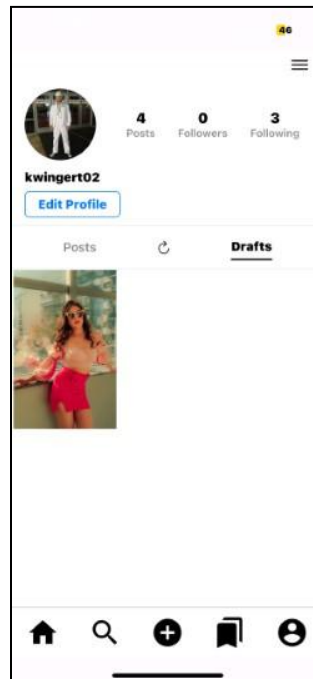 46
4 0 3
Posts Followers Following
kwingert02
Edit Profile
Posts Drafts